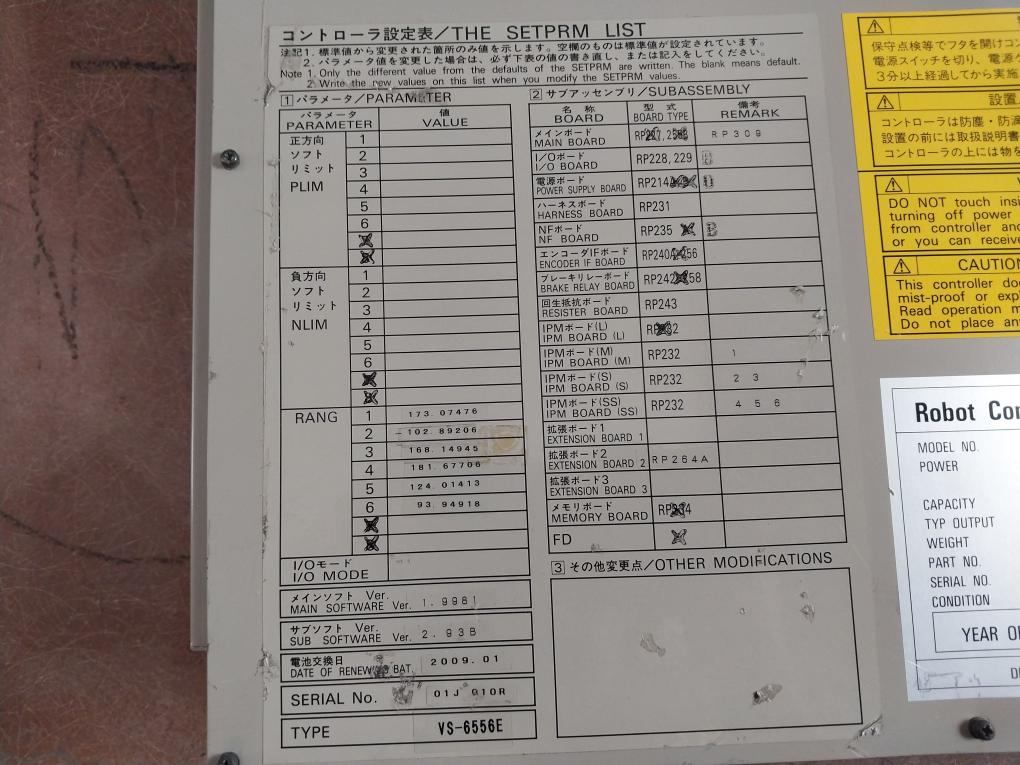 コントローラ設定表/THE SETPRM LIST
注記1. 標準値から変更された箇所のみ値を示します。空欄のものは標準値が設定されています。
2. パラメータ値を変更した場合は、必ず下表の値の書き直し、または記入をしてください。
Note 1. Only the different value from the defaults of the SETPRM are written. The blank means default.
2. Write the new values on this list when you modify the SETPRM values.
1 パラメータ/PARAMETER
パラメータ 値
PARAMETER VALUE
正方向 1
ソフト 2
リミット 3
PLIM 4
5
6
負方向 1
ソフト 2
リミット 3
NLIM 4
5
6
RANG 1 173.07476
2 -102.89206
3 168.14945
4 181.67706
5 124.01413
6 93.94918
I/Oモード
I/O MODE
メインソフト Ver.
MAIN SOFTWARE Ver. 1.9981
サブソフト Ver.
SUB SOFTWARE Ver. 2.93B
電池交換日
DATE OF RENEW BAT. 2009.01
SERIAL No. 01J 910R
TYPE VS-6556E
2 サブアッセンブリ/SUBASSEMBLY
名称 型式 備考
BOARD BOARD TYPE REMARK
メインボード
MAIN BOARD RP309
I/Oボード
I/O BOARD RP228, 229 B
電源ボード
POWER SUPPLY BOARD RP214A
ハーネスボード
HARNESS BOARD RP231
NFボード
NF BOARD RP235 B
エンコーダIFボード
ENCODER IF BOARD RP240A 256
ブレーキリレーボード
BRAKE RELAY BOARD RP242 258
回生抵抗ボード
RESISTER BOARD RP243
IPMボード(L)
IPM BOARD (L)
IPMボード(M)
IPM BOARD (M) RP232 1
IPMボード(S)
IPM BOARD (S) RP232 2 3
IPMボード(SS)
IPM BOARD (SS) RP232 4 5 6
拡張ボード1
EXTENSION BOARD 1
拡張ボード2
EXTENSION BOARD 2 RP264A
拡張ボード3
EXTENSION BOARD 3
メモリボード
MEMORY BOARD
FD
3 その他変更点/OTHER MODIFICATIONS
保守点検等でフタを開けコン
電源スイッチを切り、電源ケ
3分以上経過してから実施
設置
コントローラは防塵・防滴
設置の前には取扱説明書
コントローラの上には物を
DO NOT touch insi
turning off power
from controller and
or you can receive
CAUTION
This controller doe
mist-proof or expl
Read operation m
Do not place any
Robot Con
MODEL NO.
POWER
CAPACITY
TYP OUTPUT
WEIGHT
PART NO.
SERIAL NO.
CONDITION
YEAR OF